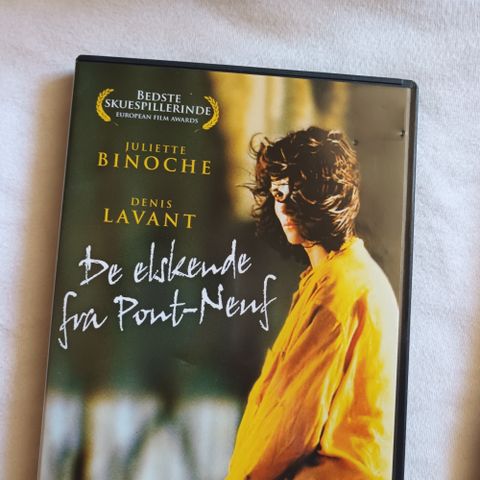 BEDSTE
SKUESPILLERINDE
EUROPEAN FILM AWARDS
JULIETTE
BINOCHE
DENIS
LAVANT
De elskende
fra Pont-Neuf